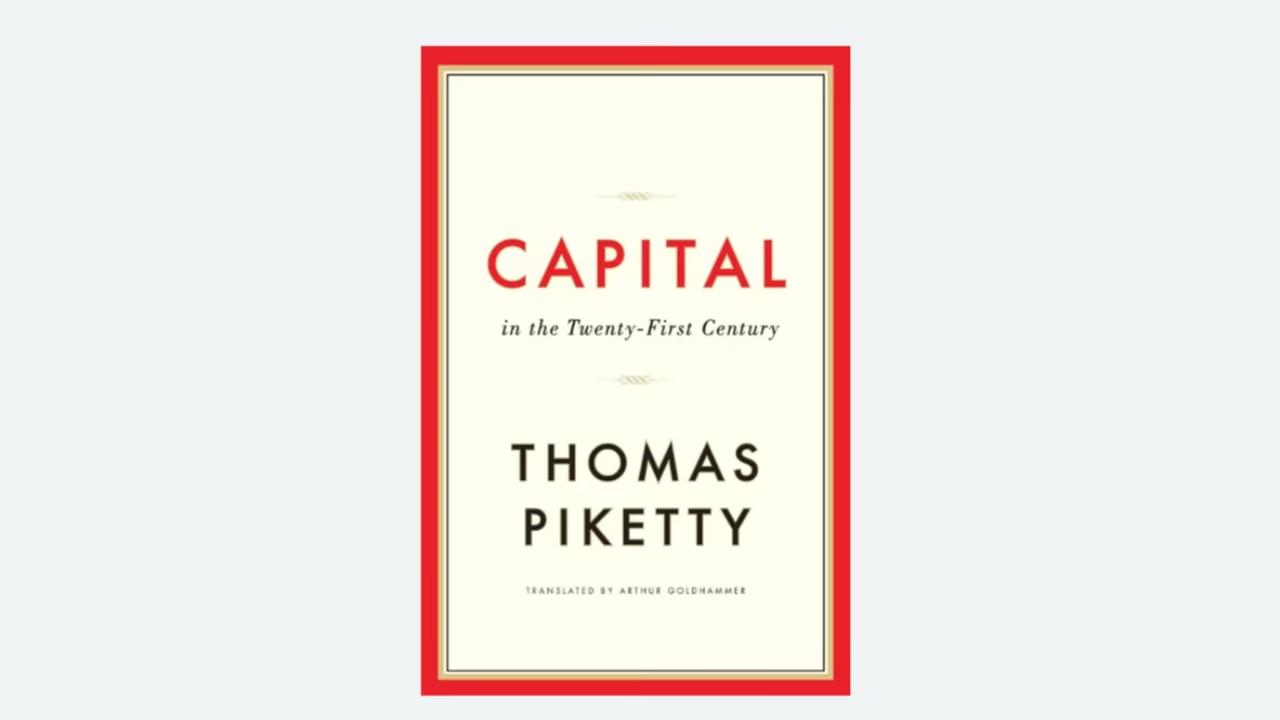 CAPITAL
in the Twenty-First Century
THOMAS
PIKETTY
TRANSLATED BY ARTHUR GOLDHAMMER